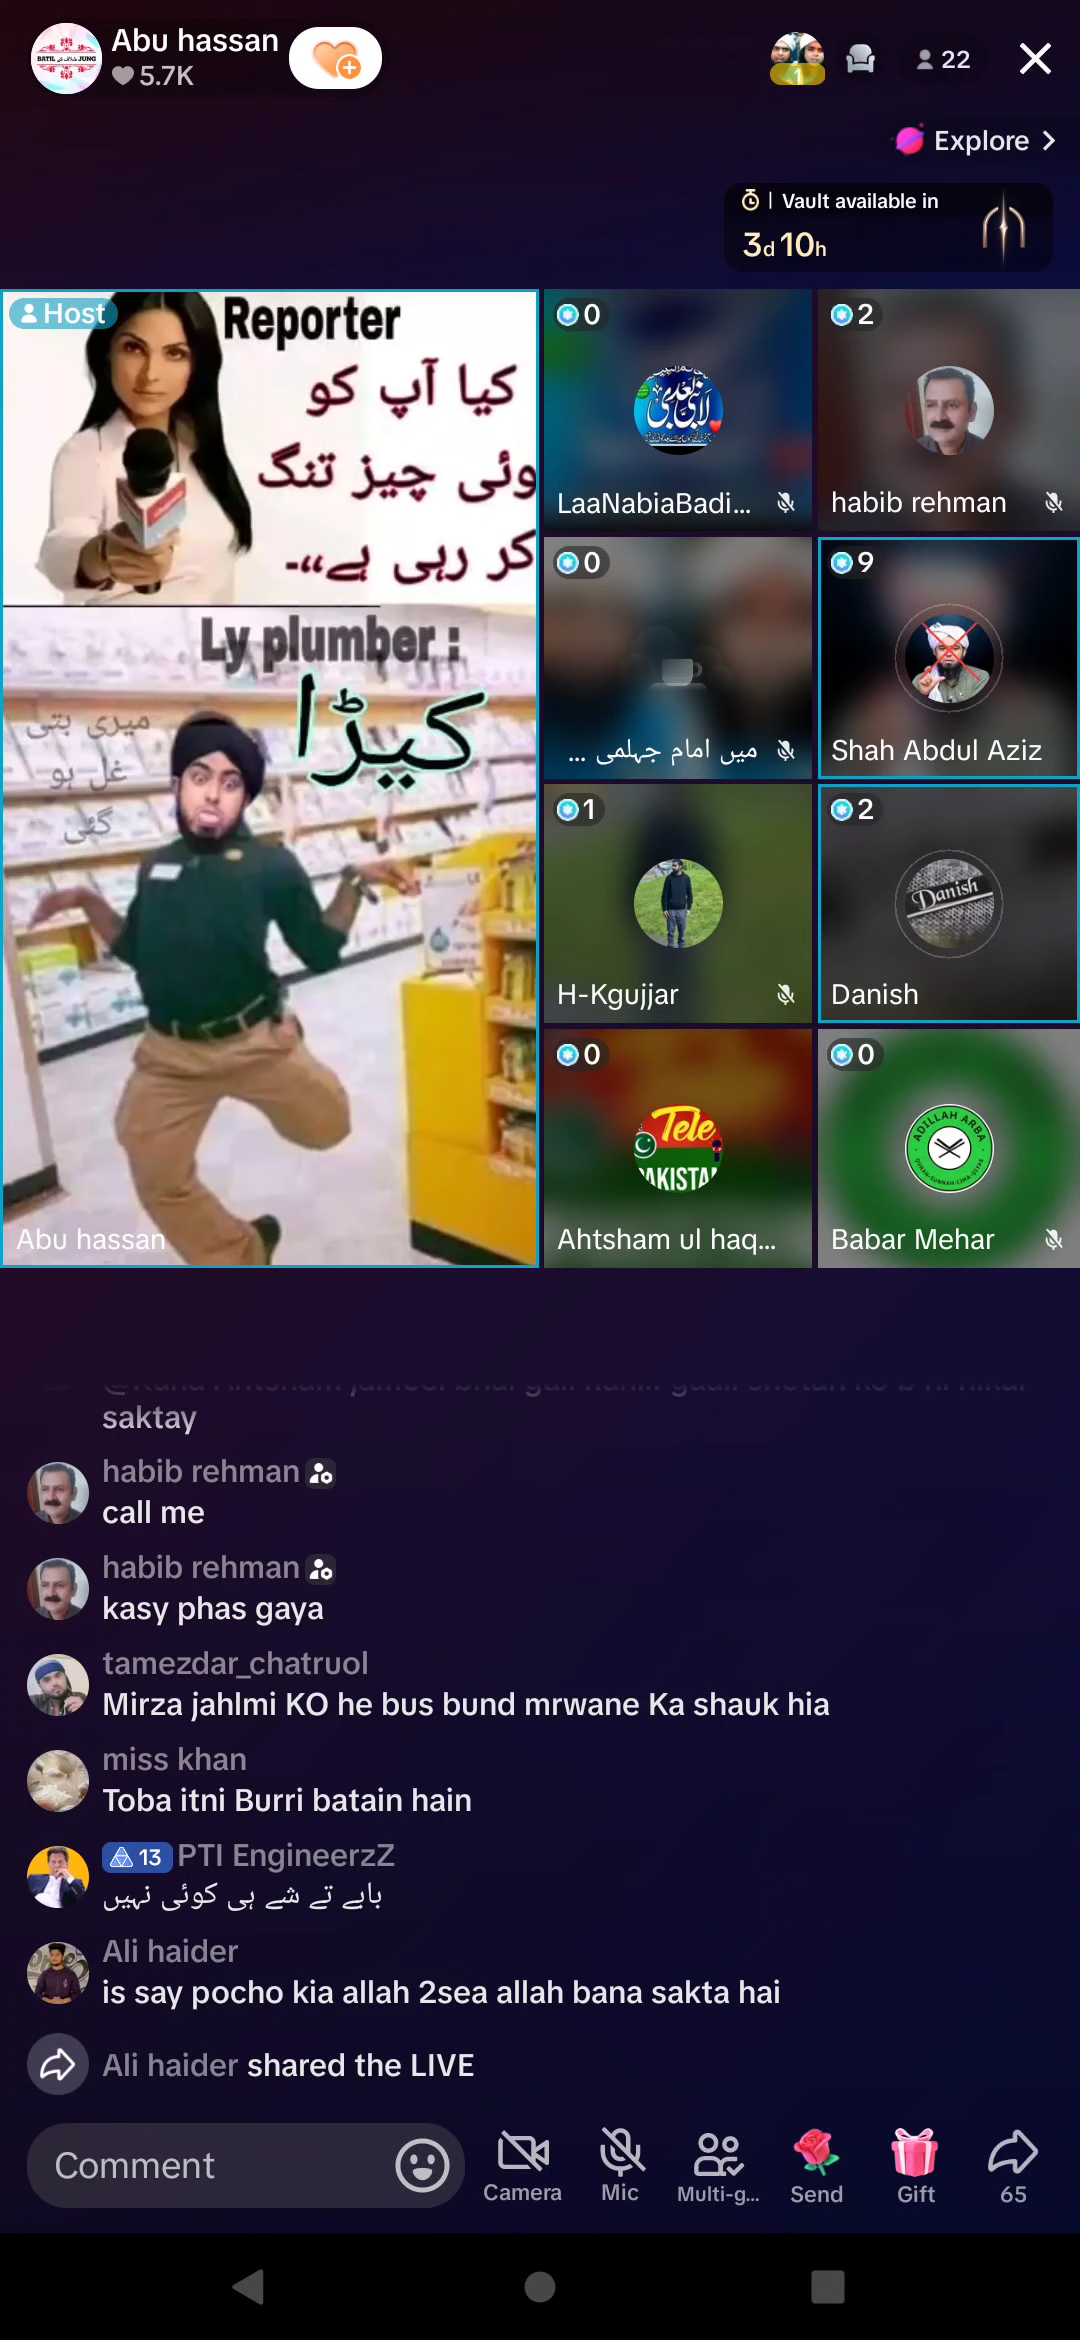 Abu hassan
5.7K
1
22
Explore
Vault available in
3d 10h
Host
Reporter
کیا آپ کو
وئی چیز تنگ
کر رہی ہے،،۔
Ly plumber :
کیڑا
میری بتی
غل ہو
گئی
Abu hassan
0
LaaNabiaBadi...
2
habib rehman
0
میں امام جہلمی ...
9
Shah Abdul Aziz
1
H-Kgujjar
2
Danish
Danish
0
Tele
PAKISTAN
Ahtsham ul haq...
0
ADILLAH ARBA
Babar Mehar
saktay
habib rehman
call me
habib rehman
kasy phas gaya
tamezdar_chatruol
Mirza jahlmi KO he bus bund mrwane Ka shauk hia
miss khan
Toba itni Burri batain hain
13 PTI EngineerzZ
بابے تے شے ہی کوئی نہیں
Ali haider
is say pocho kia allah 2sea allah bana sakta hai
Ali haider shared the LIVE
Comment
Camera
Mic
Multi-g...
Send
Gift
65